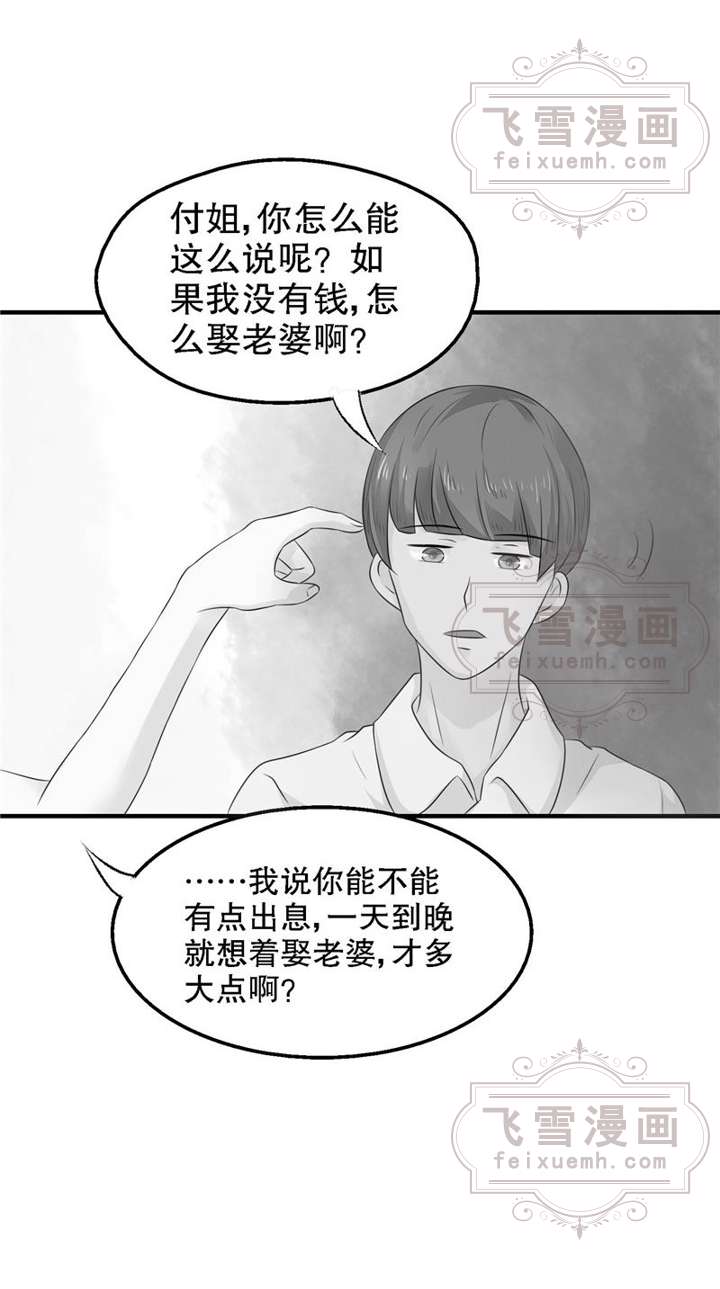 飞雪漫画
feixuemh.com
付姐,你怎么能
这么说呢? 如
果我没有钱,怎
么娶老婆啊?
飞雪漫画
feixuemh.com
……我说你能不能
有点出息,一天到晚
就想着娶老婆,才多
大点啊?
飞雪漫画
feixuemh.com